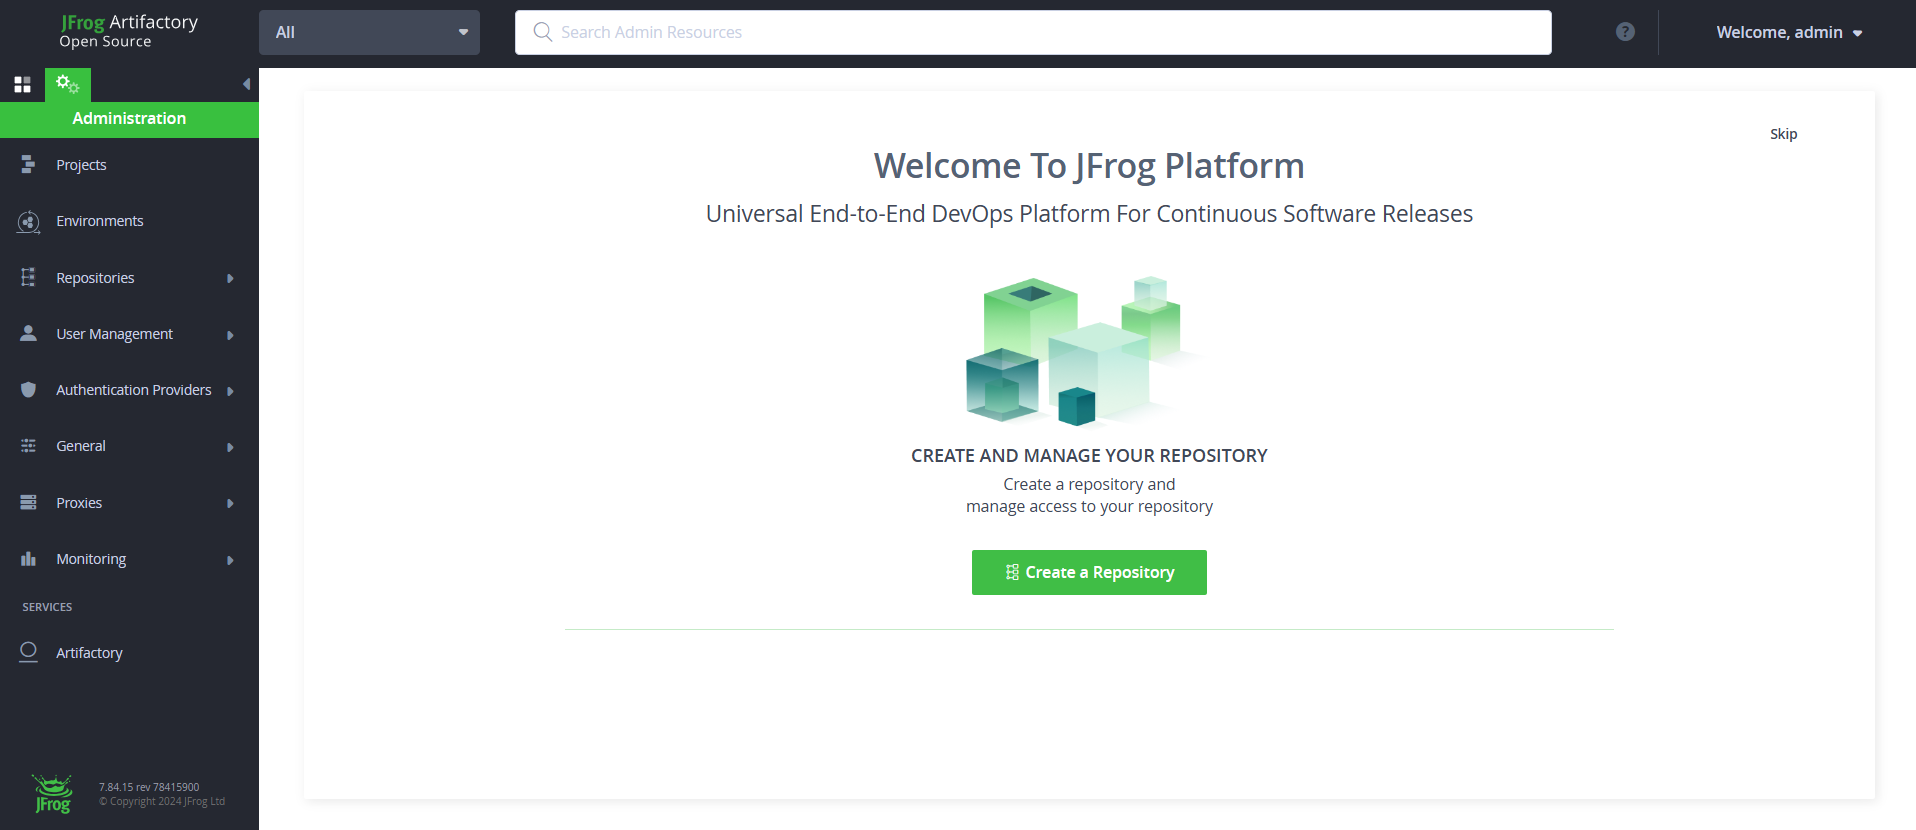 JFrog Artifactory
Open Source
All
Search Admin Resources
?
Welcome, admin
Administration
Projects
Environments
Repositories
User Management
Authentication Providers
General
Proxies
Monitoring
SERVICES
Artifactory
JFrog
7.84.15 rev 78415900
© Copyright 2024 JFrog Ltd
Skip
Welcome To JFrog Platform
Universal End-to-End DevOps Platform For Continuous Software Releases
CREATE AND MANAGE YOUR REPOSITORY
Create a repository and
manage access to your repository
Create a Repository